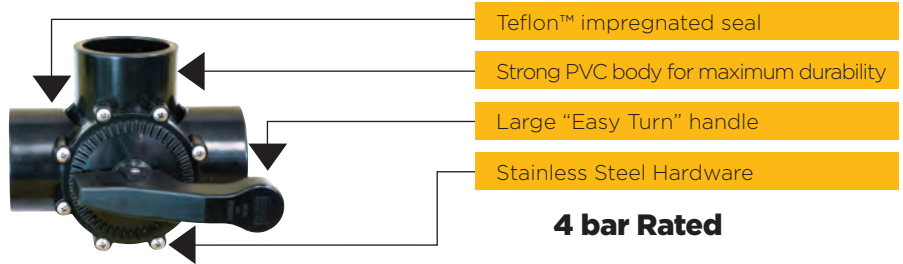 Teflon™ impregnated seal
Strong PVC body for maximum durability
Large “Easy Turn” handle
Stainless Steel Hardware
4 bar Rated